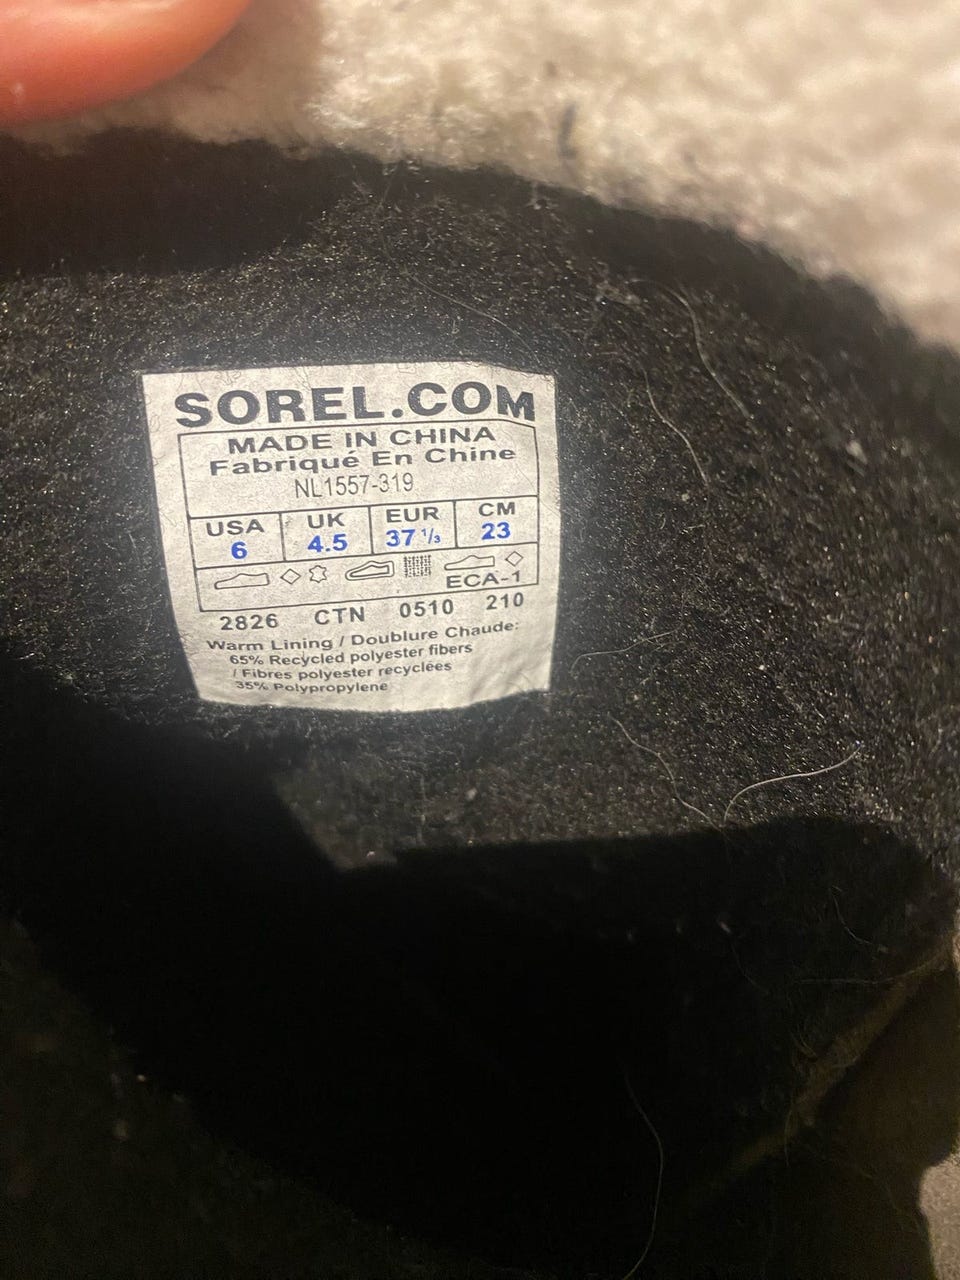 SOREL.COM
MADE IN CHINA
Fabriqué En Chine
NL1557-319
USA UK EUR CM
6 4.5 37 1/3 23
ECA-1
2826 CTN 0510 210
Warm Lining / Doublure Chaude:
65% Recycled polyester fibers
/ Fibres polyester recyclées
35% Polypropylene